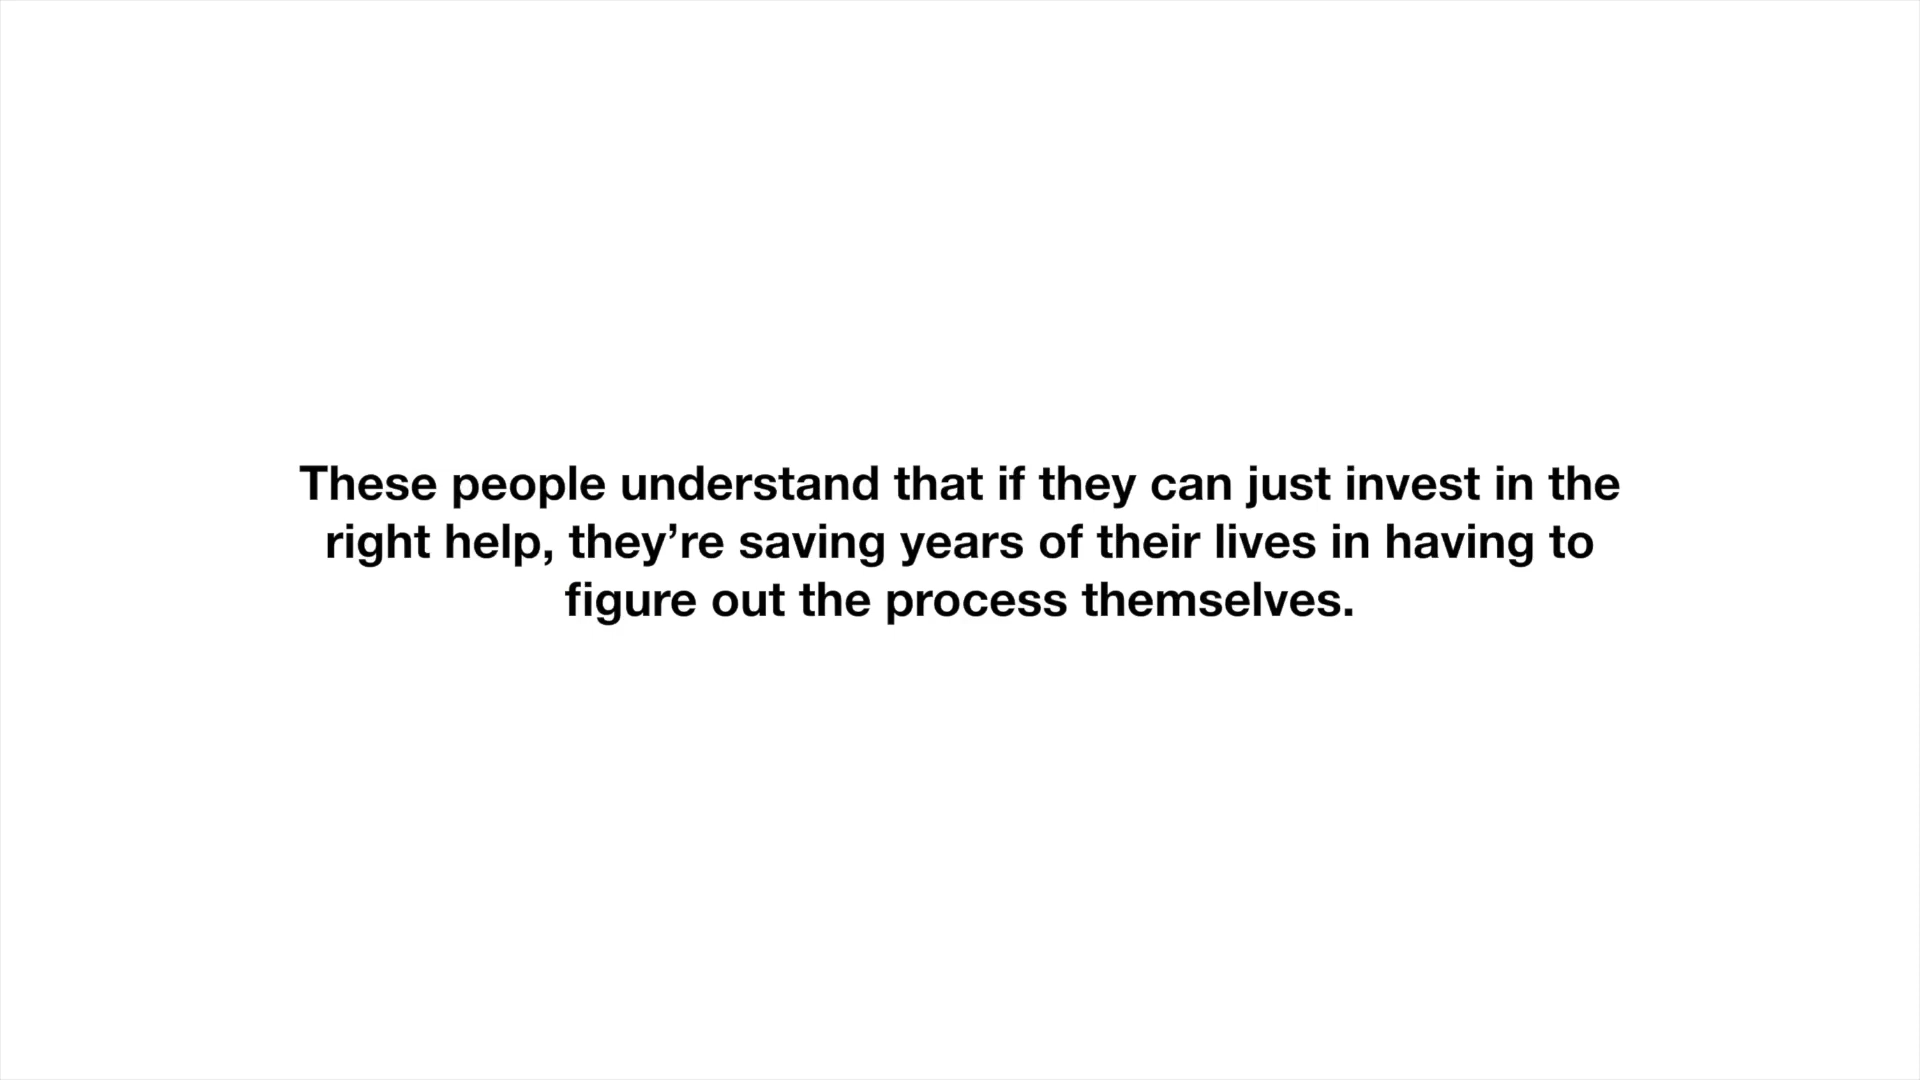 These people understand that if they can just invest in the
right help, they’re saving years of their lives in having to
figure out the process themselves.